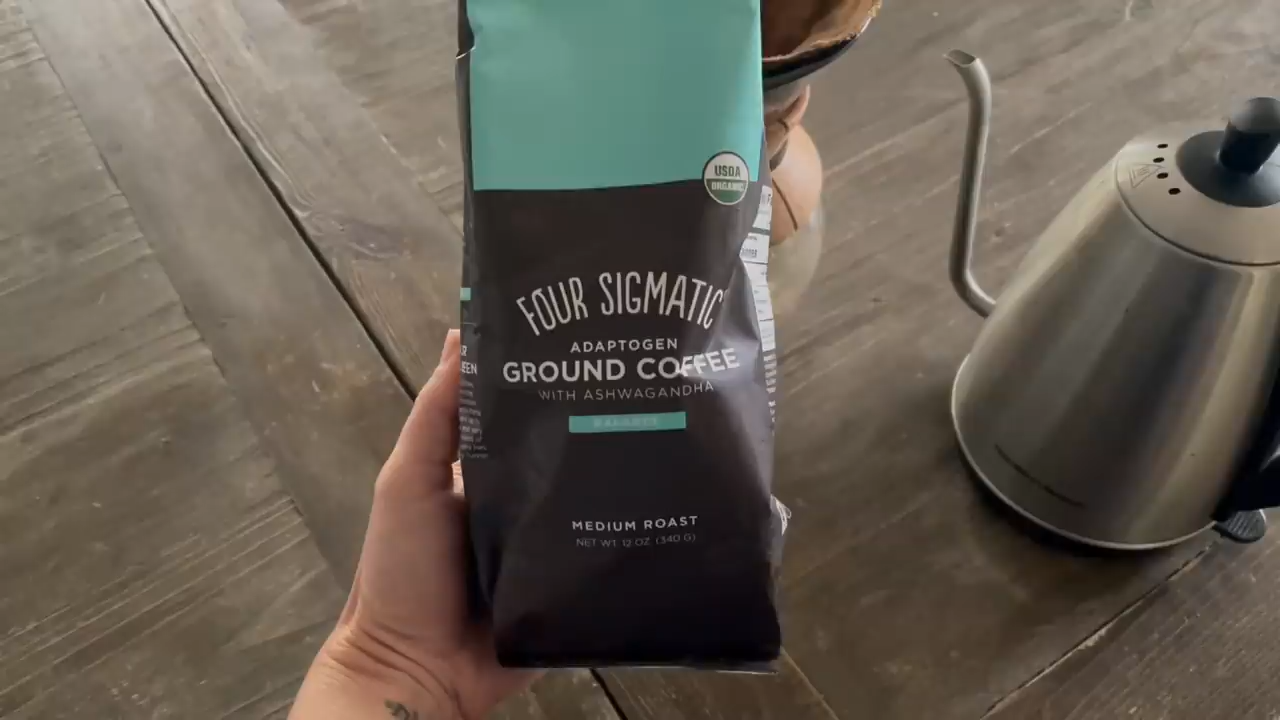 USDA
ORGANIC
FOUR SIGMATIC
ADAPTOGEN
GROUND COFFEE
WITH ASHWAGANDHA
MEDIUM ROAST
NET WT. 12 OZ. (340 G)